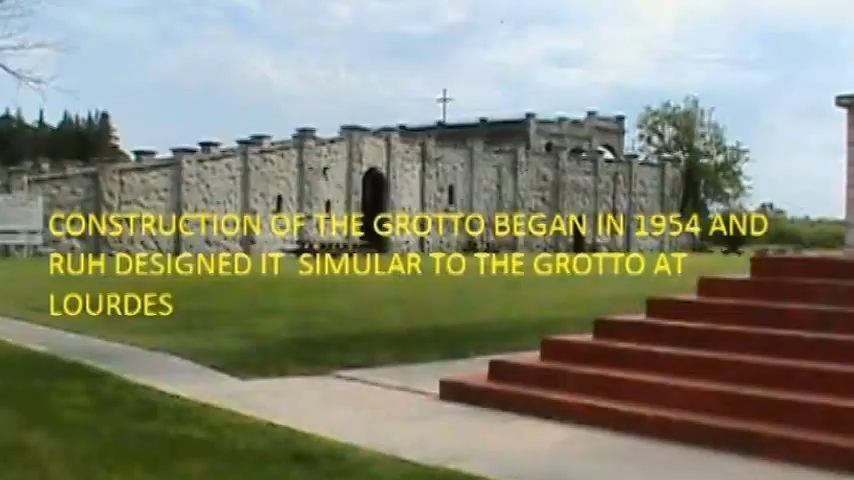 CONSTRUCTION OF THE GROTTO BEGAN IN 1954 AND
RUH DESIGNED IT SIMULAR TO THE GROTTO AT
LOURDES